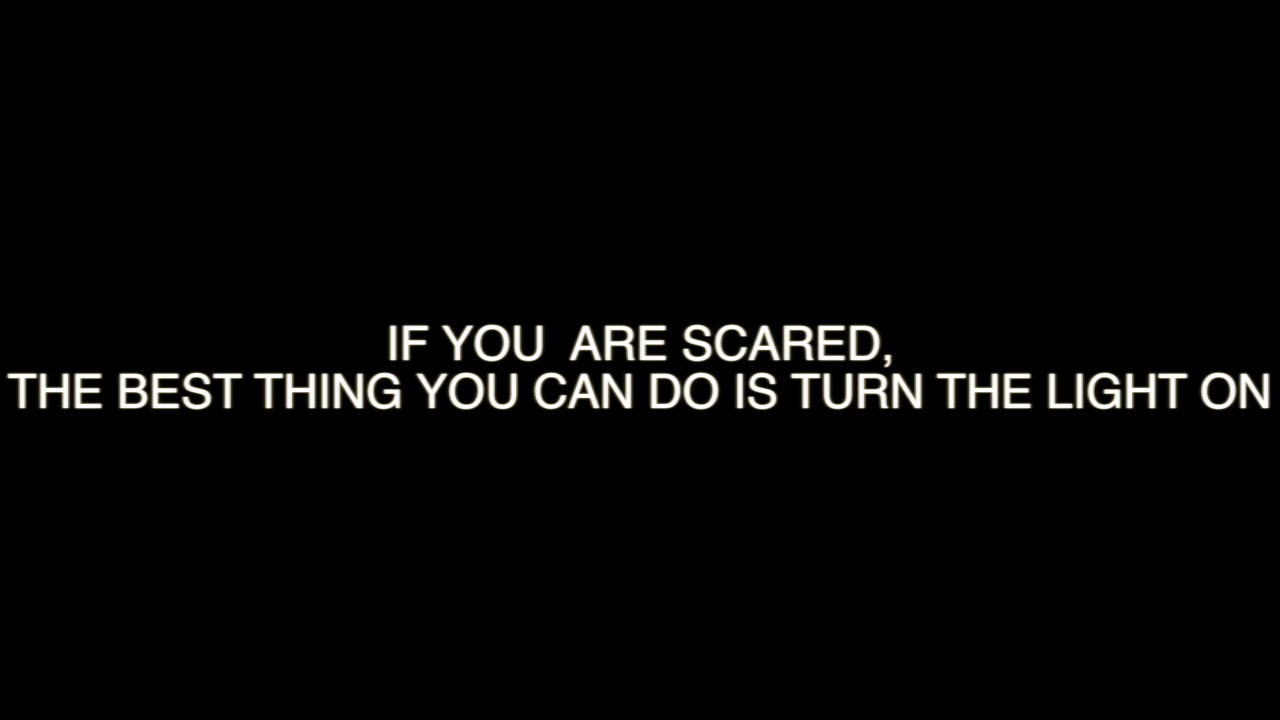 IF YOU  ARE SCARED,
THE BEST THING YOU CAN DO IS TURN THE LIGHT ON